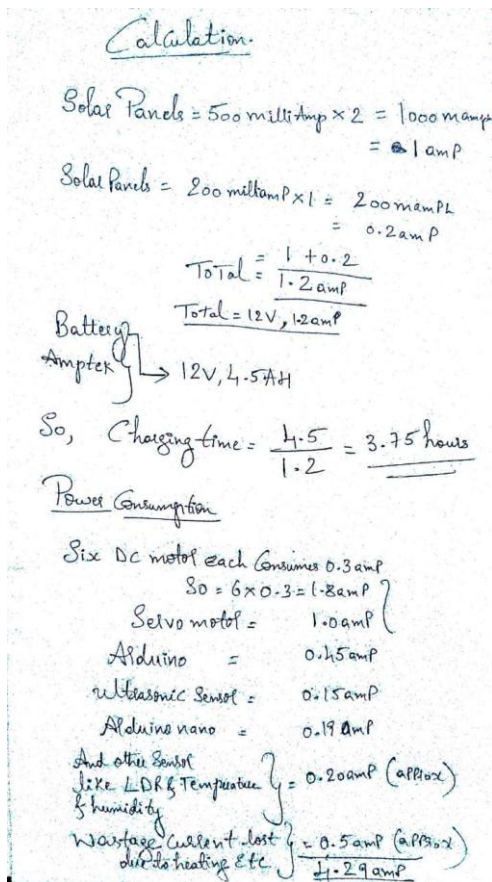 Calculation.
Solar Panels = 500 milliAmp × 2 = 1000 mamph
= 1 amp
Solar Panels = 200 milliamp × 1 = 200 mampL
= 0.2 amp
Total = 1 + 0.2
= 1.2 amp
Total = 12V, 1.2 amp
Battery
Amptek } → 12V, 4.5AH
So, Charging time = 4.5 / 1.2 = 3.75 hours
Power Consumption
Six DC motor each Consumes 0.3 amp
So = 6 × 0.3 = 1.8 amp
Servo motor = 1.0 amp
Arduino = 0.45 amp
ultrasonic Sensor = 0.15 amp
Arduino nano = 0.19 Amp
And other Sensor
like LDR & Temperature } = 0.20 amp (approx)
& humidity
Wastage Current lost } = 0.5 amp (approx)
due to heating Etc
4.29 amp